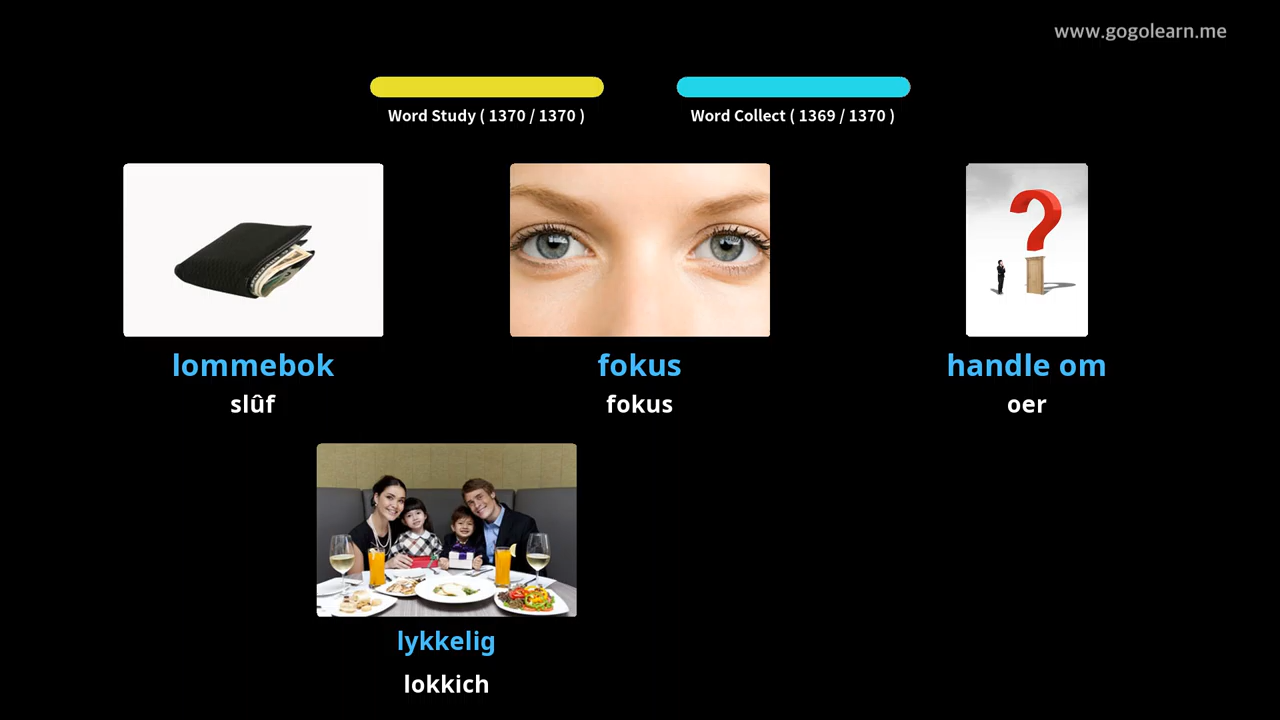 www.gogolearn.me
Word Study ( 1370 / 1370 )
Word Collect ( 1369 / 1370 )
lommebok
slûf
fokus
fokus
handle om
oer
lykkelig
lokkich